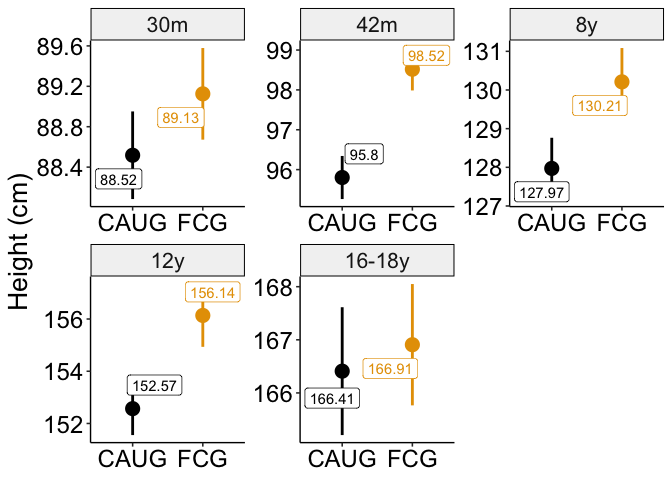 30m
42m
8y
89.6
89.2
88.8
88.4
89.13
88.52
CAUG FCG
99
98
97
96
98.52
95.8
CAUG FCG
131
130
129
128
127
130.21
127.97
CAUG FCG
Height (cm)
12y
16-18y
156
154
152
156.14
152.57
CAUG FCG
168
167
166
166.91
166.41
CAUG FCG